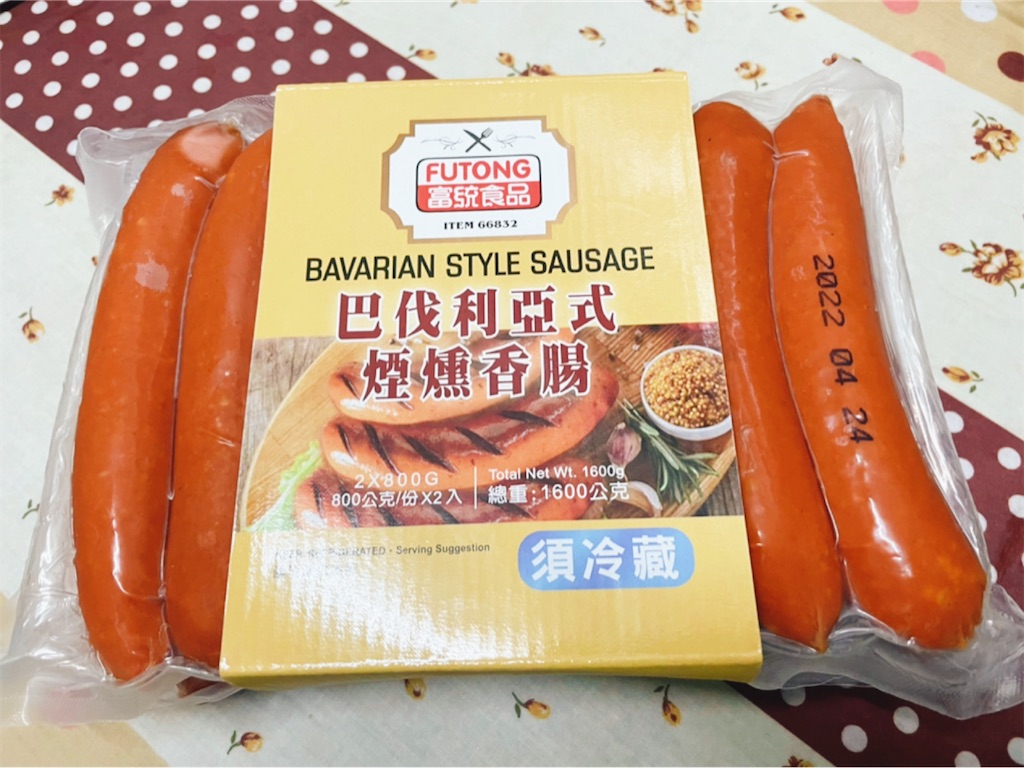 FUTONG
富統食品
ITEM 66832
BAVARIAN STYLE SAUSAGE
巴伐利亞式
煙燻香腸
2X800G
800公克/份X2入
Total Net Wt. 1600g
總重:1600公克
- Serving Suggestion
須冷藏
2022 04 24